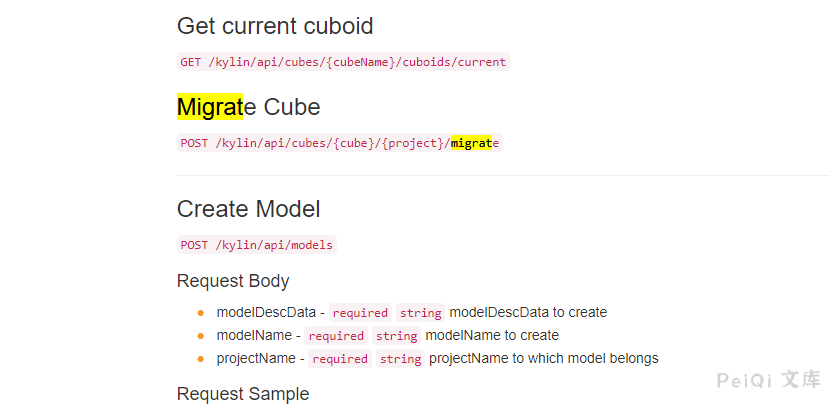 Get current cuboid
GET /kylin/api/cubes/{cubeName}/cuboids/current
Migrate Cube
POST /kylin/api/cubes/{cube}/{project}/migrate
Create Model
POST /kylin/api/models
Request Body
modelDescData - required string modelDescData to create
modelName - required string modelName to create
projectName - required string projectName to which model belongs
Request Sample
PeiQi 文库